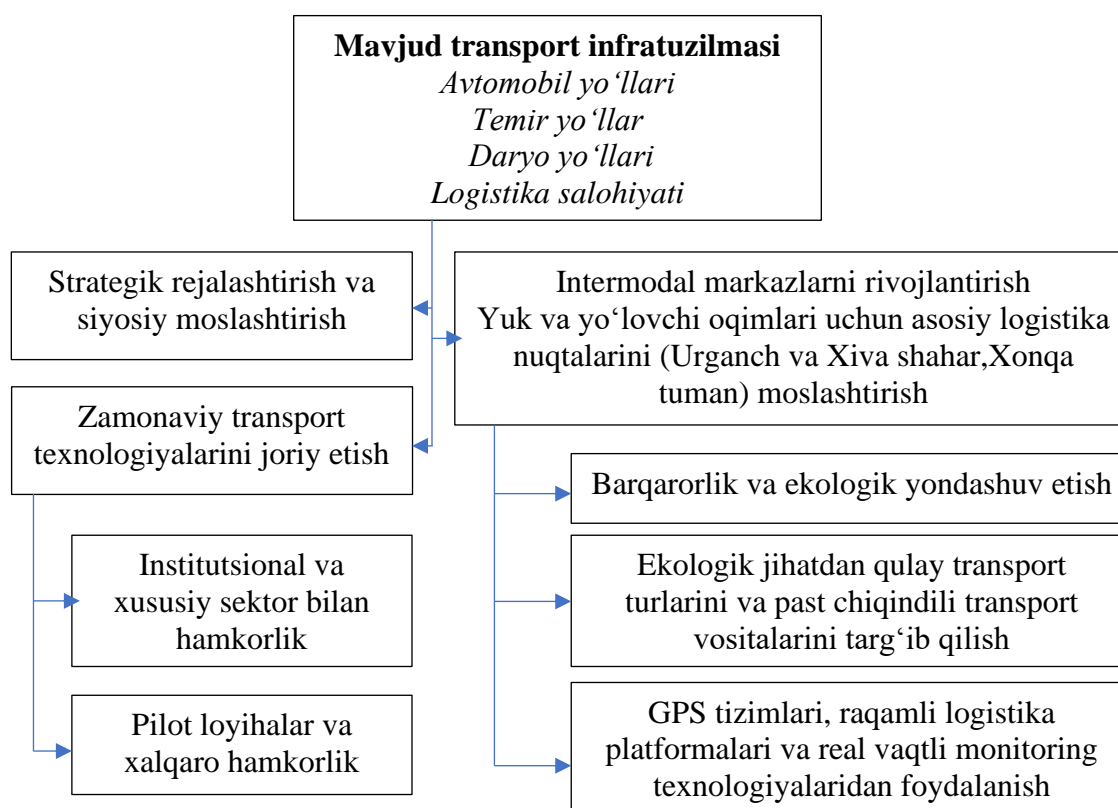 Mavjud transport infratuzilmasi
Avtomobil yo‘llari
Temir yo‘llar
Daryo yo‘llari
Logistika salohiyati
Strategik rejalashtirish va
siyosiy moslashtirish
Intermodal markazlarni rivojlantirish
Yuk va yo‘lovchi oqimlari uchun asosiy logistika
nuqtalarini (Urganch va Xiva shahar,Xonqa
tuman) moslashtirish
Zamonaviy transport
texnologiyalarini joriy etish
Barqarorlik va ekologik yondashuv etish
Institutsional va
xususiy sektor bilan
hamkorlik
Ekologik jihatdan qulay transport
turlarini va past chiqindili transport
vositalarini targ‘ib qilish
Pilot loyihalar va
xalqaro hamkorlik
GPS tizimlari, raqamli logistika
platformalari va real vaqtli monitoring
texnologiyalaridan foydalanish